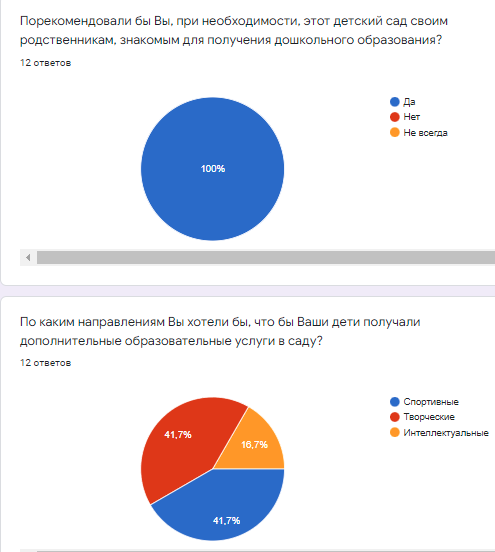 Порекомендовали бы Вы, при необходимости, этот детский сад своим
родственникам, знакомым для получения дошкольного образования?
12 ответов
Да
Нет
Не всегда
100%
По каким направлениям Вы хотели бы, что бы Ваши дети получали
дополнительные образовательные услуги в саду?
12 ответов
Спортивные
Творческие
Интеллектуальные
41,7%
16,7%
41,7%